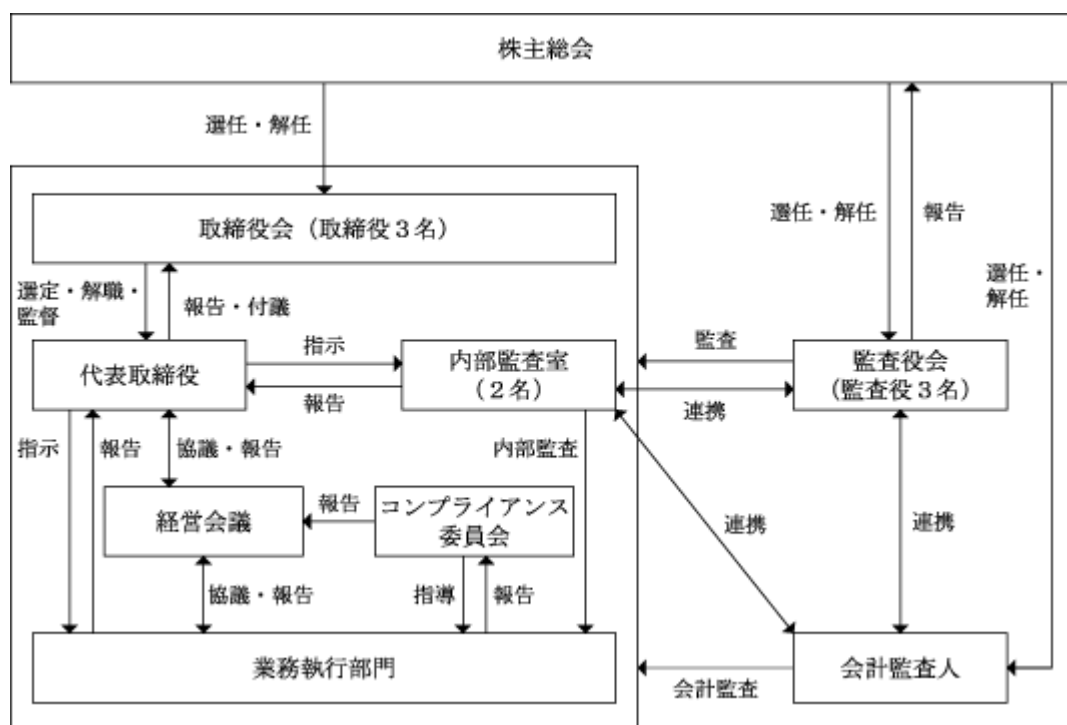 株主総会
選任・解任
選任・解任
報告
選任・
解任
取締役会（取締役３名）
選定・解職・
監督
報告・付議
指示
報告
代表取締役
内部監査室
（２名）
監査
連携
監査役会
（監査役３名）
指示
報告
協議・報告
内部監査
経営会議
報告
コンプライアンス
委員会
連携
連携
協議・報告
指導
報告
業務執行部門
会計監査
会計監査人